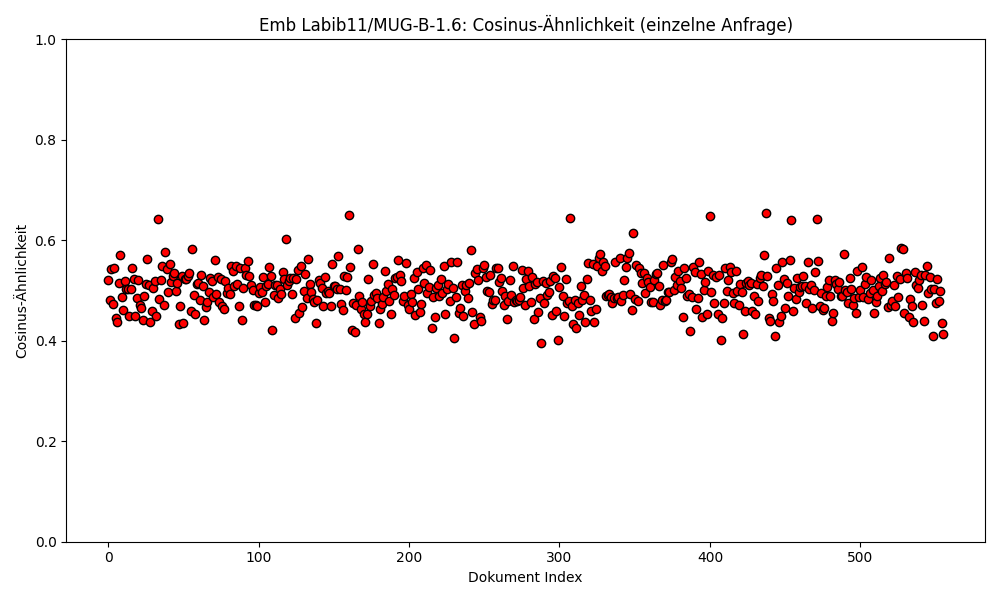 Emb Labib11/MUG-B-1.6: Cosinus-Ähnlichkeit (einzelne Anfrage)
1.0
0.8
0.6
0.4
0.2
0.0
Cosinus-Ähnlichkeit
0 100 200 300 400 500
Dokument Index